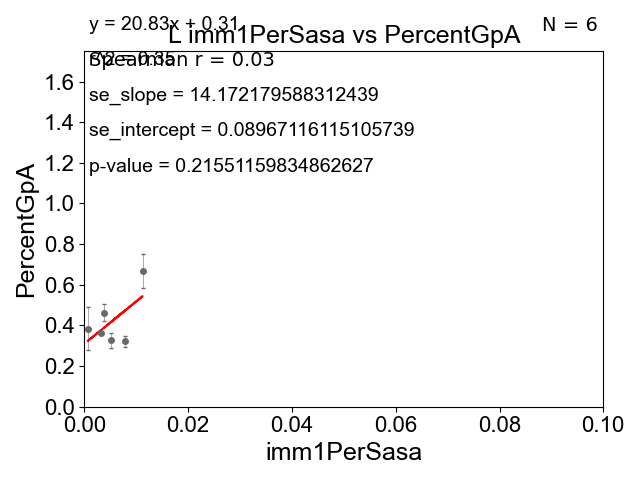 y = 20.83x + 0.31
N = 6
L imm1PerSasa vs PercentGpA
Spearman r = 0.03
se_slope = 14.172179588312439
se_intercept = 0.08967116115105739
p-value = 0.21551159834862627
PercentGpA
1.6
1.4
1.2
1.0
0.8
0.6
0.4
0.2
0.0
0.00 0.02 0.04 0.06 0.08 0.10
imm1PerSasa